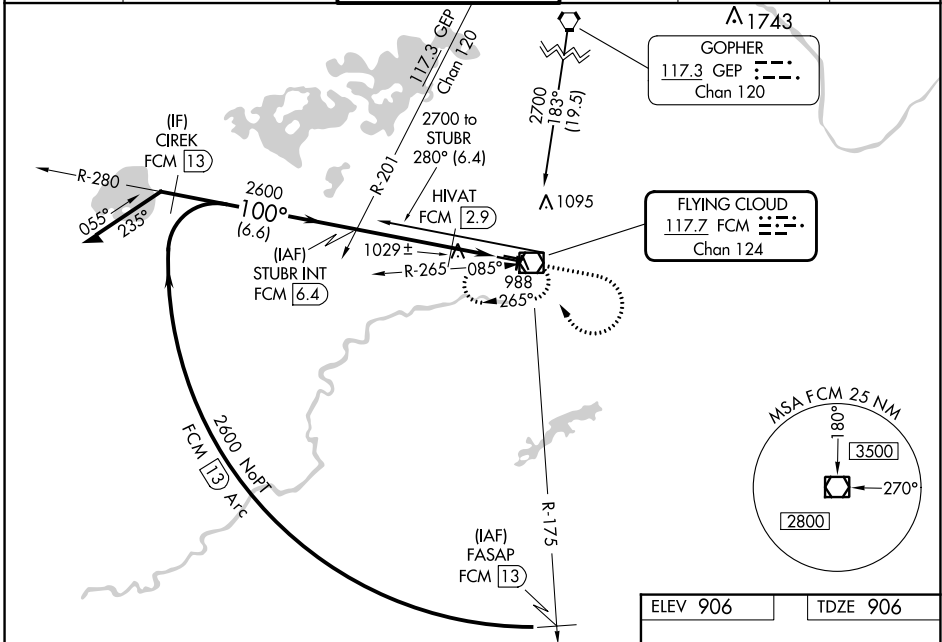 1743
GOPHER
117.3 GEP
Chan 120
117.3 GEP
Chan 120
2700
183°
(19.5)
2700 to
STUBR
280° (6.4)
(IF)
CIREK
FCM 13
R-280
R-201
HIVAT
FCM 2.9
1095
FLYING CLOUD
117.7 FCM
Chan 124
055°
235°
2600
100°
(6.6)
(IAF)
STUBR INT
FCM 6.4
1029±
R-265
085°
988
265°
2600 NoPT
FCM 13 Arc
R-175
(IAF)
FASAP
FCM 13
MSA FCM 25 NM
180°
3500
270°
2800
ELEV 906
TDZE 906